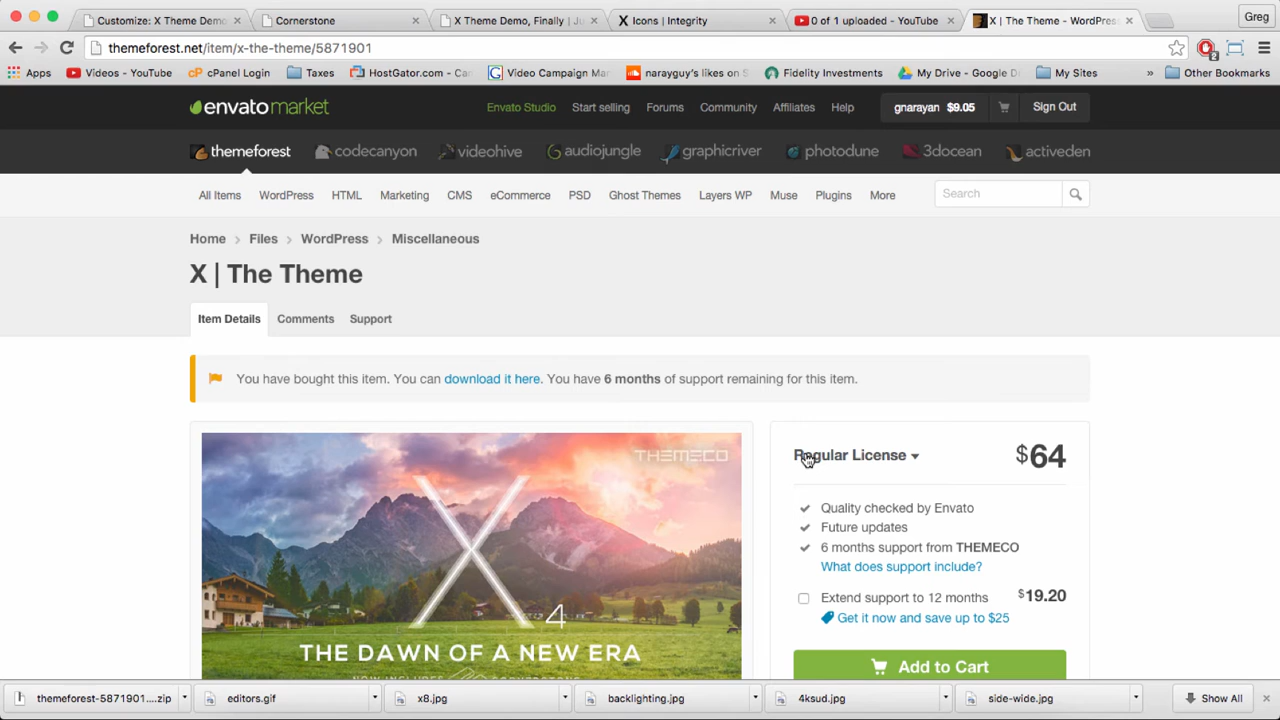 Customize: X Theme Demo
Cornerstone
X Theme Demo, Finally | Ju
Icons | Integrity
0 of 1 uploaded - YouTube
X | The Theme - WordPress
Greg
themeforest.net/item/x-the-theme/5871901
2
Apps
Videos - YouTube
cPanel Login
Taxes
HostGator.com - Ca
Video Campaign Ma
narayguy's likes on S
Fidelity Investments
My Drive - Google D
My Sites
»
Other Bookmarks
envatomarket
Envato Studio
Start selling
Forums
Community
Affiliates
Help
gnarayan $9.05
Sign Out
themeforest
codecanyon
videohive
audiojungle
graphicriver
photodune
3docean
activeden
All Items
WordPress
HTML
Marketing
CMS
eCommerce
PSD
Ghost Themes
Layers WP
Muse
Plugins
More
Search
Home > Files > WordPress > Miscellaneous
X | The Theme
Item Details
Comments
Support
You have bought this item. You can download it here. You have 6 months of support remaining for this item.
THEMECO
X
4
THE DAWN OF A NEW ERA
NOW INCLUDES CORNERSTONE
Regular License
$64
Quality checked by Envato
Future updates
6 months support from THEMECO
What does support include?
Extend support to 12 months
$19.20
Get it now and save up to $25
Add to Cart
themeforest-5871901....zip
editors.gif
x8.jpg
backlighting.jpg
4ksud.jpg
side-wide.jpg
Show All